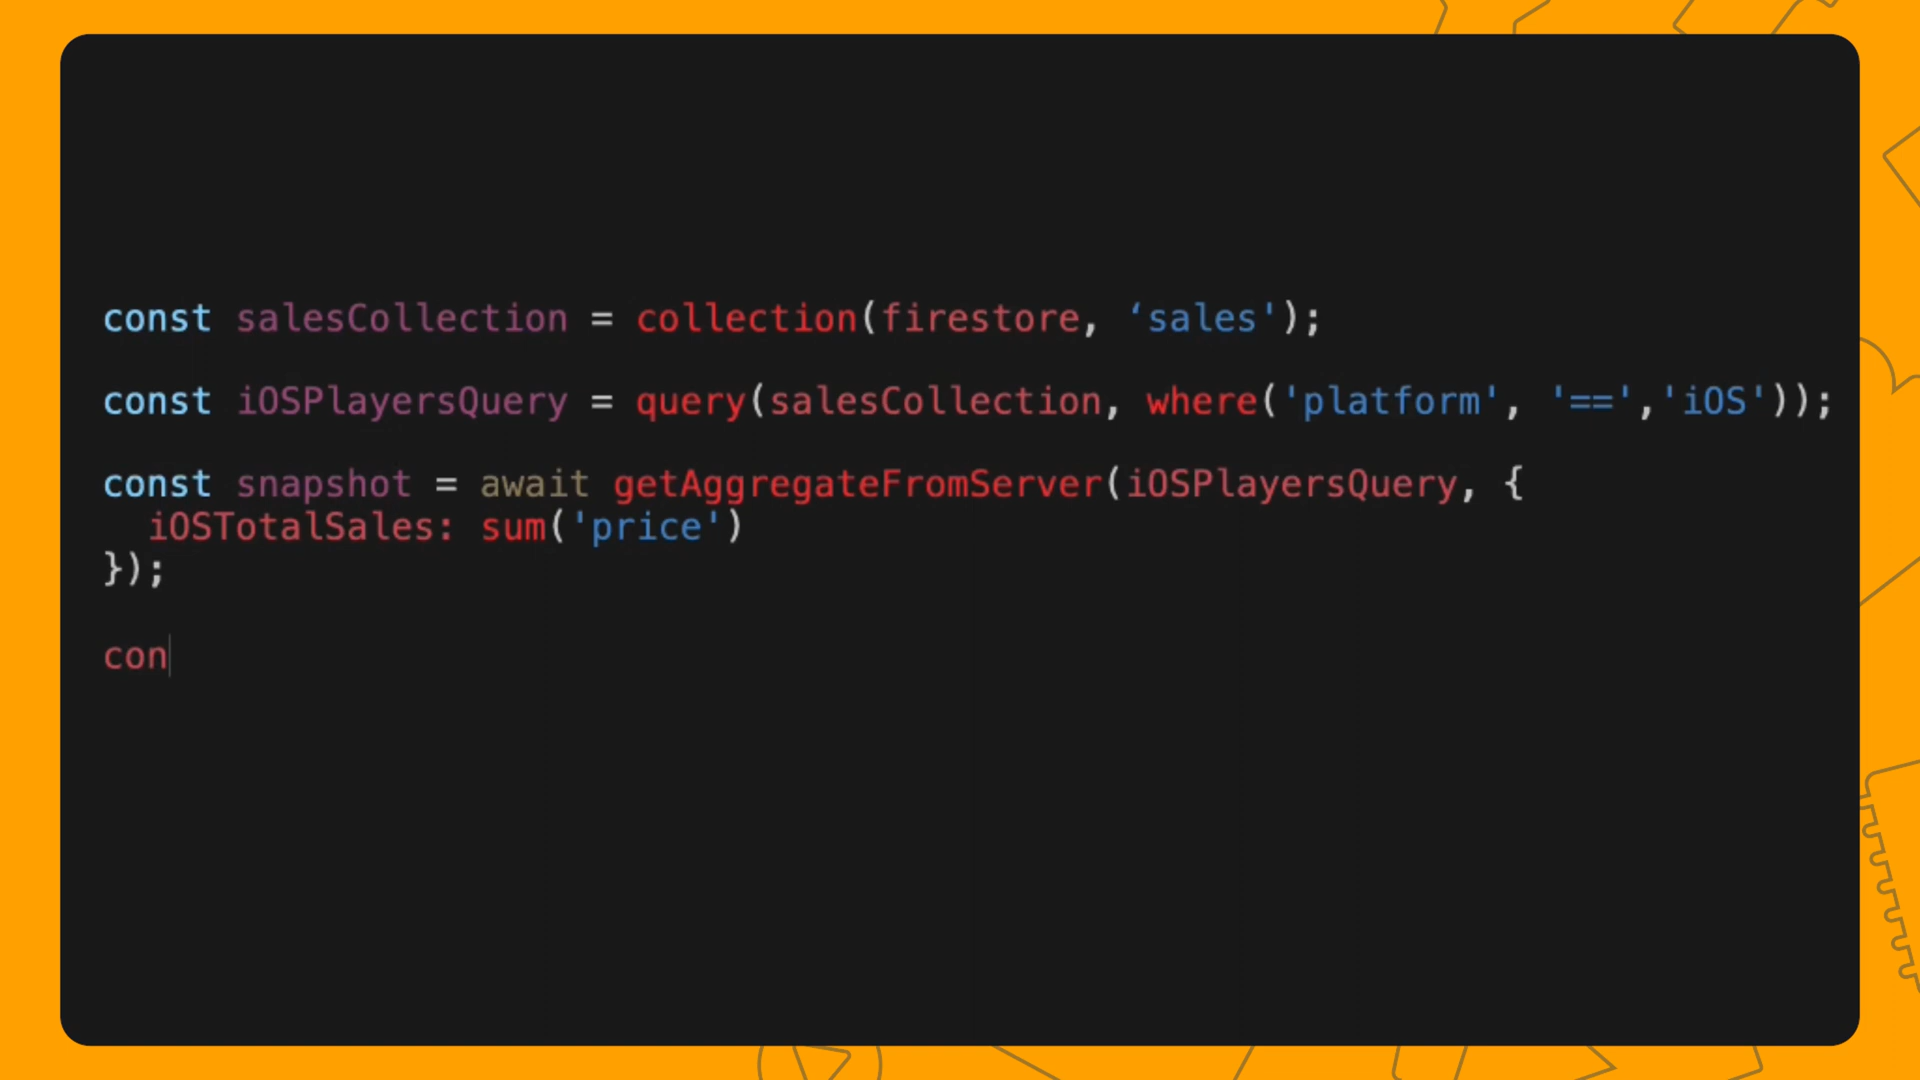 const salesCollection = collection(firestore, ‘sales');
const iOSPlayersQuery = query(salesCollection, where('platform', '==','iOS'));
const snapshot = await getAggregateFromServer(iOSPlayersQuery, {
iOSTotalSales: sum('price')
});
con